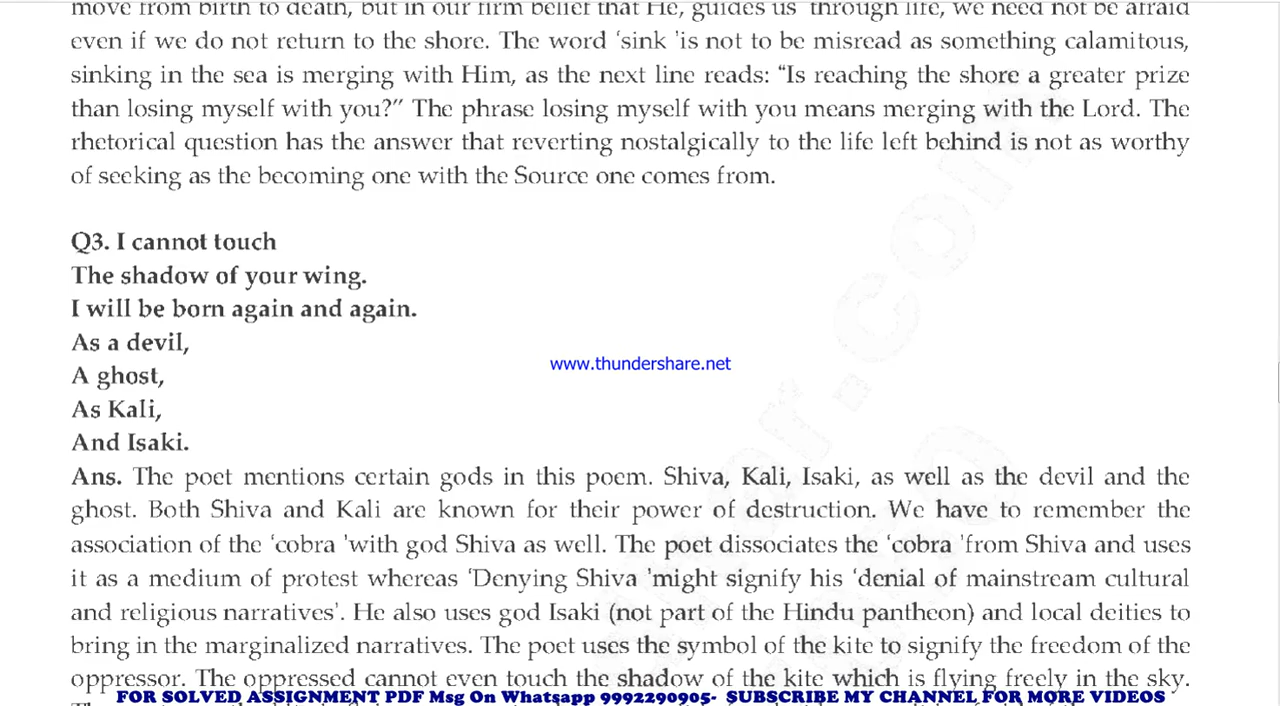 move from birth to death, but in our firm belief that He, guides us through life, we need not be afraid
even if we do not return to the shore. The word ‘sink ’is not to be misread as something calamitous,
sinking in the sea is merging with Him, as the next line reads: “Is reaching the shore a greater prize
than losing myself with you?” The phrase losing myself with you means merging with the Lord. The
rhetorical question has the answer that reverting nostalgically to the life left behind is not as worthy
of seeking as the becoming one with the Source one comes from.
Q3. I cannot touch
The shadow of your wing.
I will be born again and again.
As a devil,
www.thundershare.net
A ghost,
As Kali,
And Isaki.
Ans. The poet mentions certain gods in this poem. Shiva, Kali, Isaki, as well as the devil and the
ghost. Both Shiva and Kali are known for their power of destruction. We have to remember the
association of the ‘cobra ’with god Shiva as well. The poet dissociates the ‘cobra ’from Shiva and uses
it as a medium of protest whereas ‘Denying Shiva ’might signify his ‘denial of mainstream cultural
and religious narratives’. He also uses god Isaki (not part of the Hindu pantheon) and local deities to
bring in the marginalized narratives. The poet uses the symbol of the kite to signify the freedom of the
oppressor. The oppressed cannot even touch the shadow of the kite which is flying freely in the sky.
FOR SOLVED ASSIGNMENT PDF Msg On Whatsapp 9992290905- SUBSCRIBE MY CHANNEL FOR MORE VIDEOS